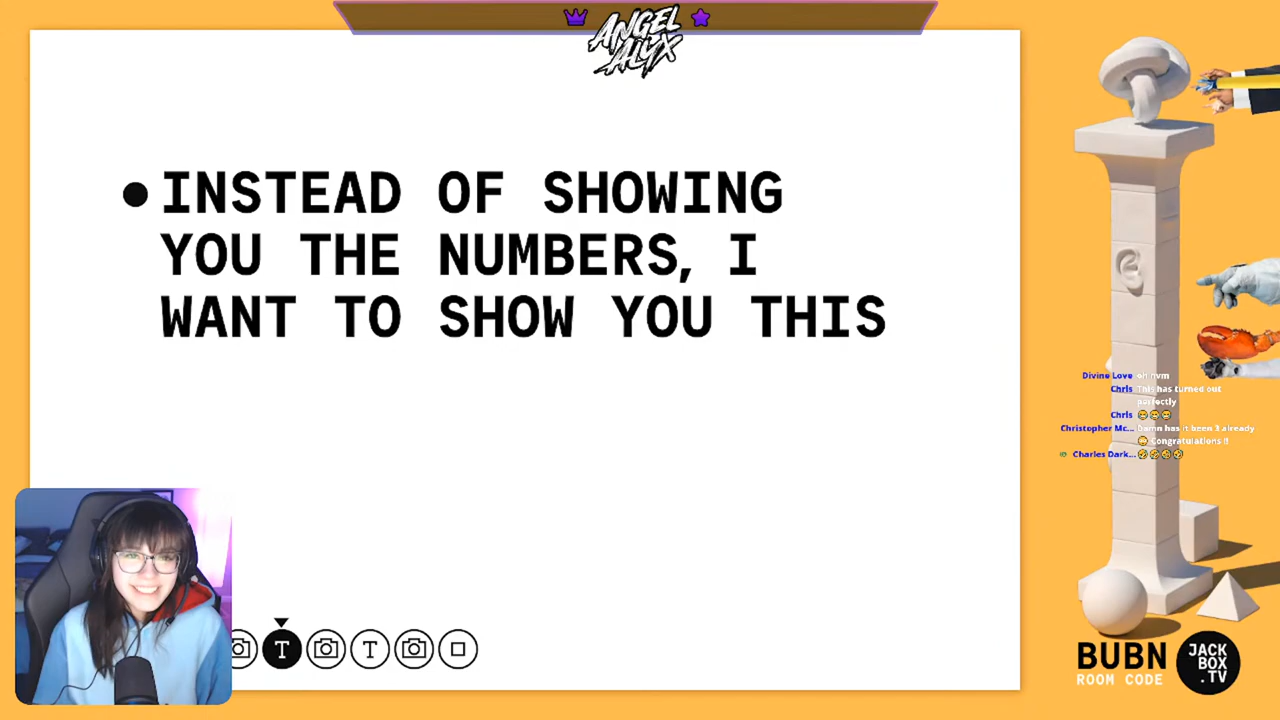 ANGEL
ALYX
● INSTEAD OF SHOWING
YOU THE NUMBERS, I
WANT TO SHOW YOU THIS
Divine Love oh nvm
Chris This has turned out
perfectly
Chris 😂😂😂
Christopher Mc... Damn has it been 3 already
😳 Congratulations !!
Charles Dark... 🤣🤣🤣🤣
T
T
BUBN
ROOM CODE
JACK
BOX
.TV